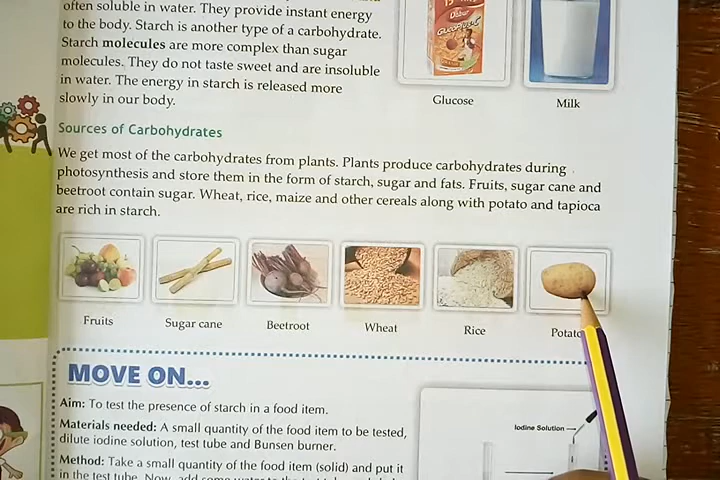 often soluble in water. They provide instant energy
to the body. Starch is another type of a carbohydrate.
Starch molecules are more complex than sugar
molecules. They do not taste sweet and are insoluble
in water. The energy in starch is released more
slowly in our body.
Dabur
Glucose
Milk
Sources of Carbohydrates
We get most of the carbohydrates from plants. Plants produce carbohydrates during
photosynthesis and store them in the form of starch, sugar and fats. Fruits, sugar cane and
beetroot contain sugar. Wheat, rice, maize and other cereals along with potato and tapioca
are rich in starch.
Fruits Sugar cane Beetroot Wheat Rice Potato
MOVE ON...
Aim: To test the presence of starch in a food item.
Materials needed: A small quantity of the food item to be tested,
dilute iodine solution, test tube and Bunsen burner.
Method: Take a small quantity of the food item (solid) and put it
in the test tube. Now, add some water to the
Iodine Solution